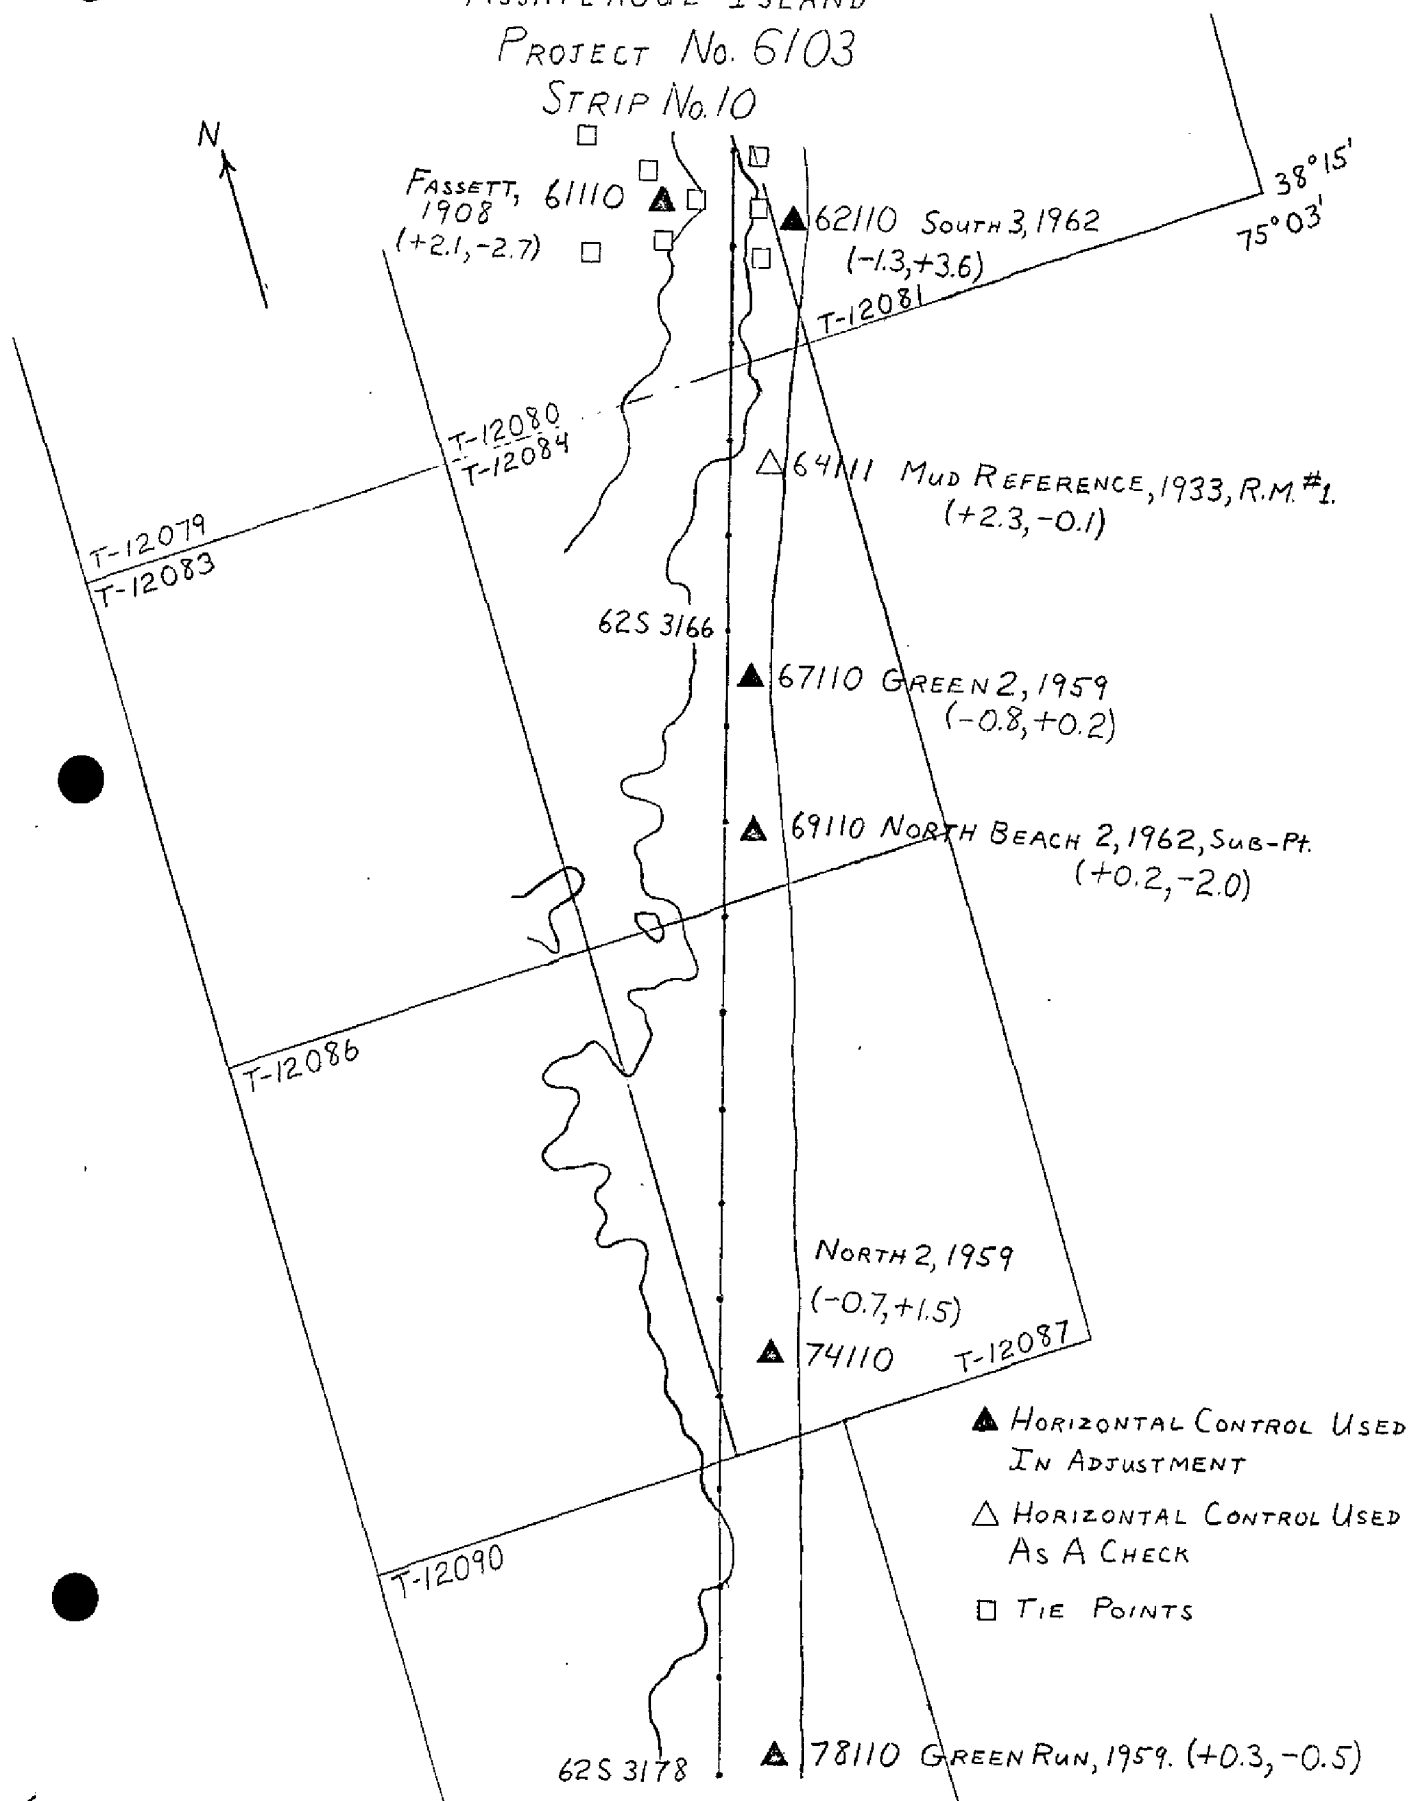 ASSATEAGUE ISLAND
PROJECT No. 6103
STRIP No. 10
N
FASSETT, 61110
1908
(+2.1,-2.7)
62110 SOUTH 3, 1962
(-1.3,+3.6)
38°15'
75°03'
T-12081
T-12080
T-12084
64111 MUD REFERENCE, 1933, R.M. #1.
(+2.3,-0.1)
T-12079
T-12083
62S 3166
67110 GREEN 2, 1959
(-0.8,+0.2)
69110 NORTH BEACH 2, 1962, SUB-Pt.
(+0.2,-2.0)
T-12086
NORTH 2, 1959
(-0.7,+1.5)
74110
T-12087
HORIZONTAL CONTROL USED
IN ADJUSTMENT
HORIZONTAL CONTROL USED
AS A CHECK
TIE POINTS
T-12090
62S 3178
78110 GREEN RUN, 1959. (+0.3, -0.5)